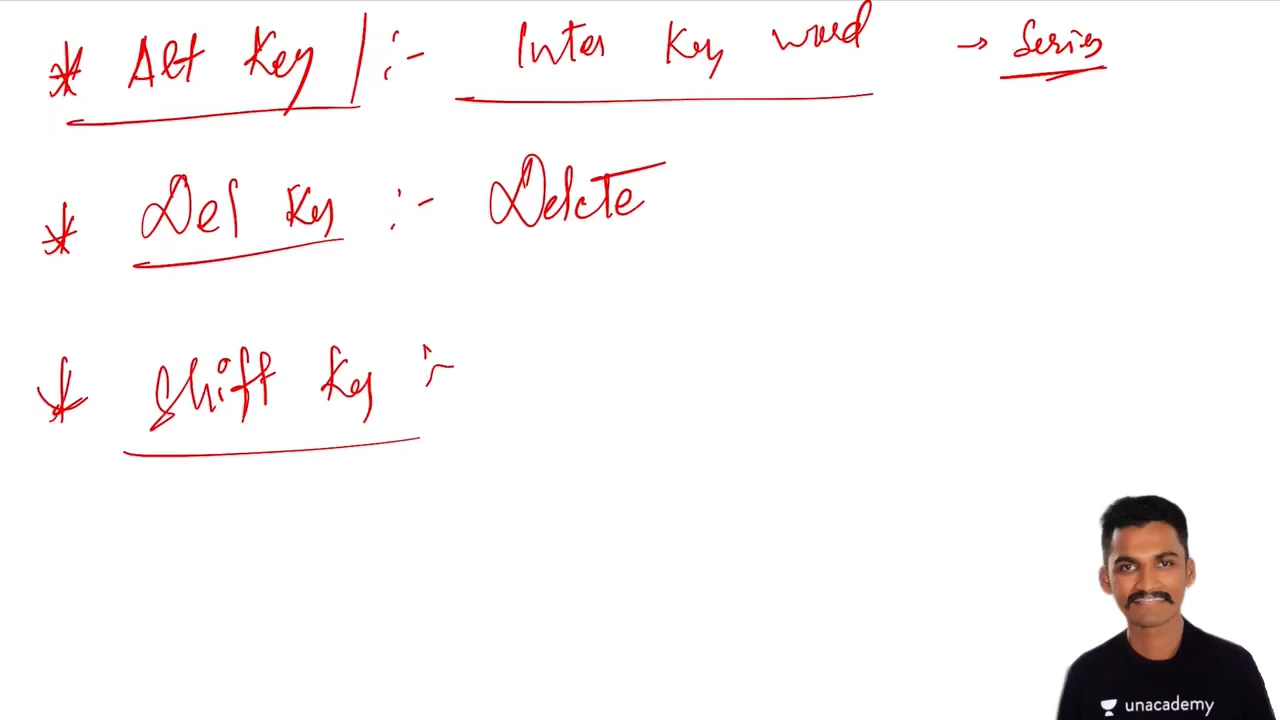 * Alt Key | :- Inter Key word → Series
* Del Key :- Delete
* Shift Key :-
unacademy